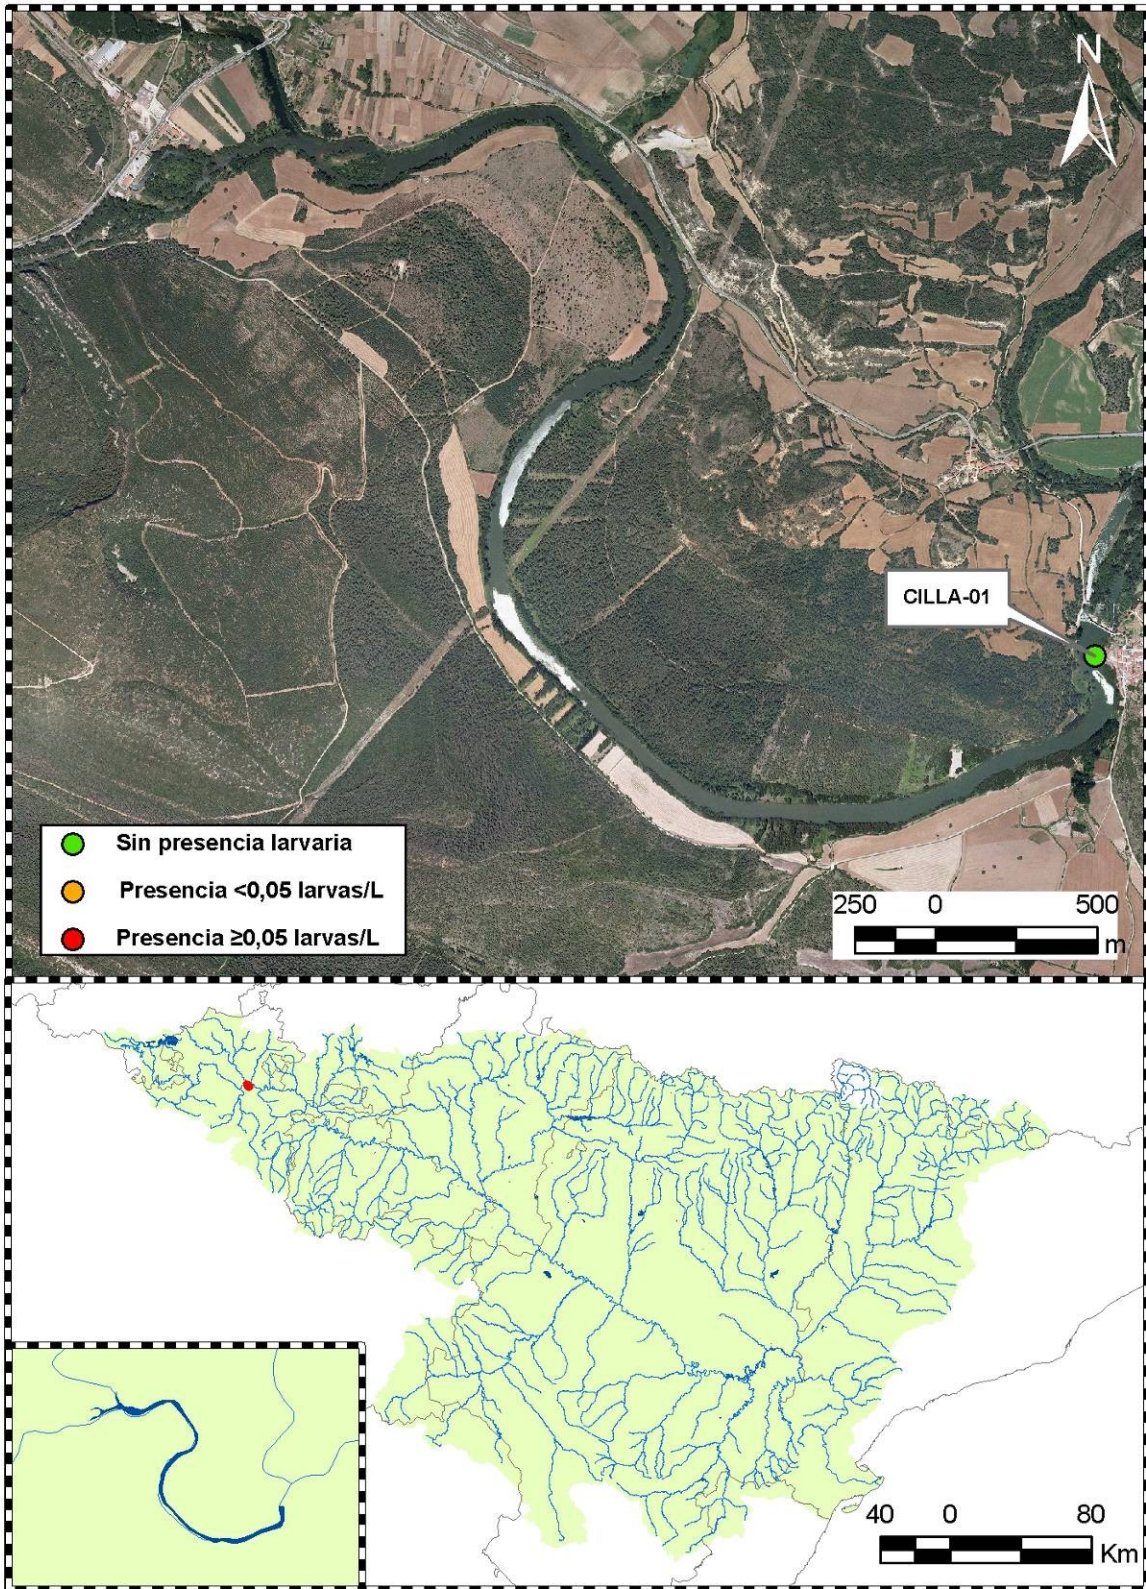 N
CILLA-01
Sin presencia larvaria
Presencia <0,05 larvas/L
Presencia ≥0,05 larvas/L
250 0 500
m
40 0 80
Km